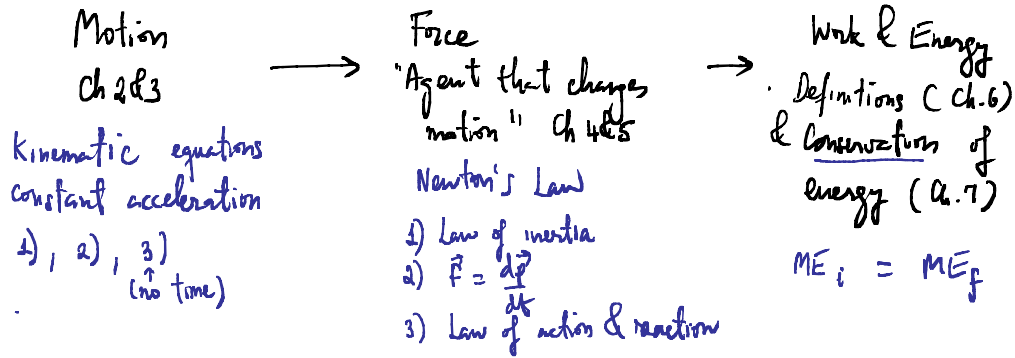 Motion
Ch 2&3
Kinematic equations
constant acceleration
1), 2), 3)
↑
(no time)
Force
"Agent that changes
motion" Ch 4&5
Newton's Law
1) Law of inertia
2) F⃗ = dp⃗/dt
3) Law of action & reaction
Work & Energy
Definitions (Ch.6)
& Conservation of
energy (Ch.7)
ME i = ME f